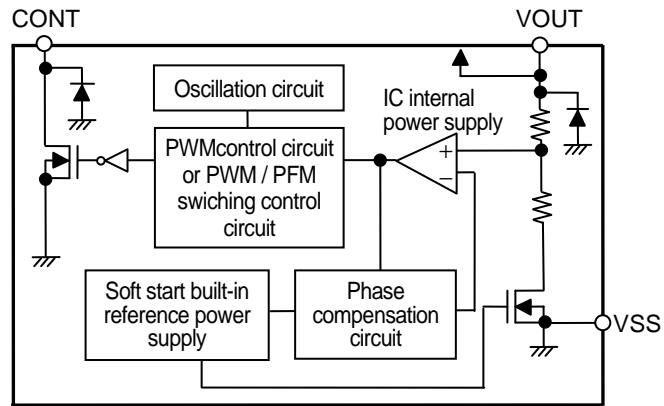 CONT
VOUT
Oscillation circuit
IC internal
power supply
PWMcontrol circuit
or PWM / PFM
swiching control
circuit
+
−
Soft start built-in
reference power
supply
Phase
compensation
circuit
VSS